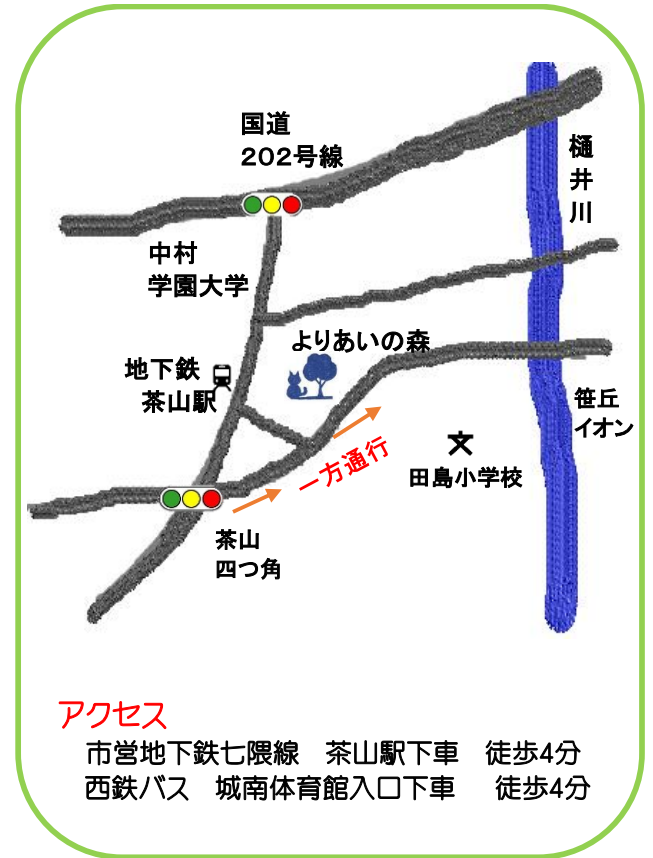 国道
202号線
樋井川
中村
学園大学
よりあいの森
地下鉄
茶山駅
笹丘
イオン
一方通行
文
田島小学校
茶山
四つ角
アクセス
市営地下鉄七隈線　茶山駅下車　徒歩4分
西鉄バス　城南体育館入口下車　徒歩4分